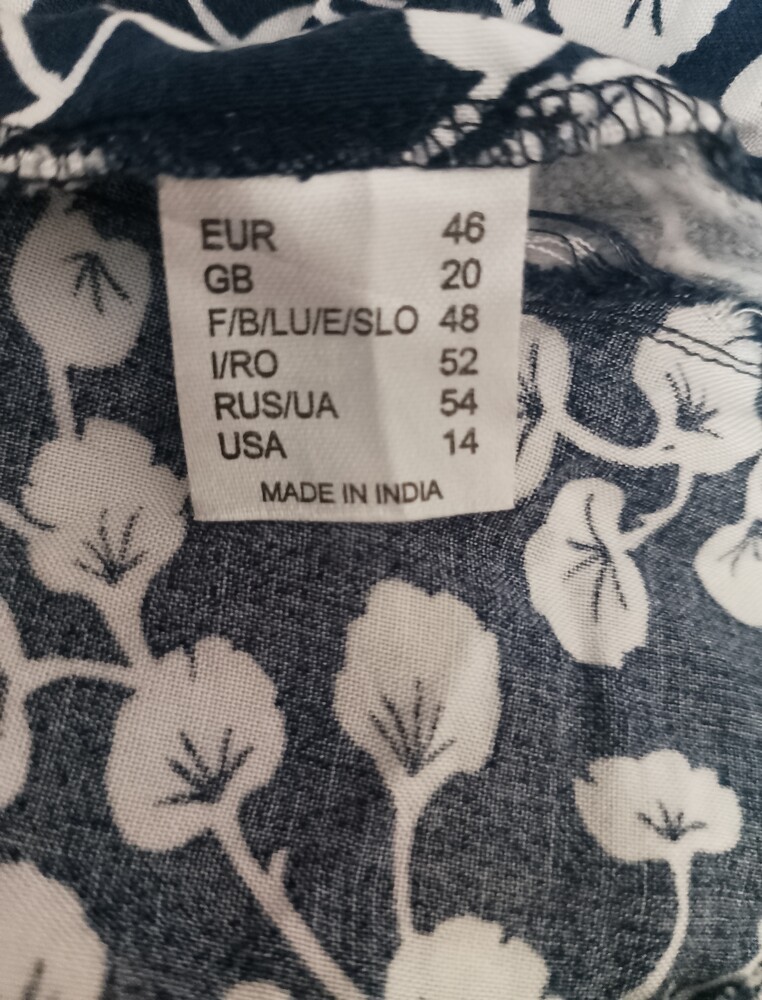 EUR 46
GB 20
F/B/LU/E/SLO 48
I/RO 52
RUS/UA 54
USA 14
MADE IN INDIA